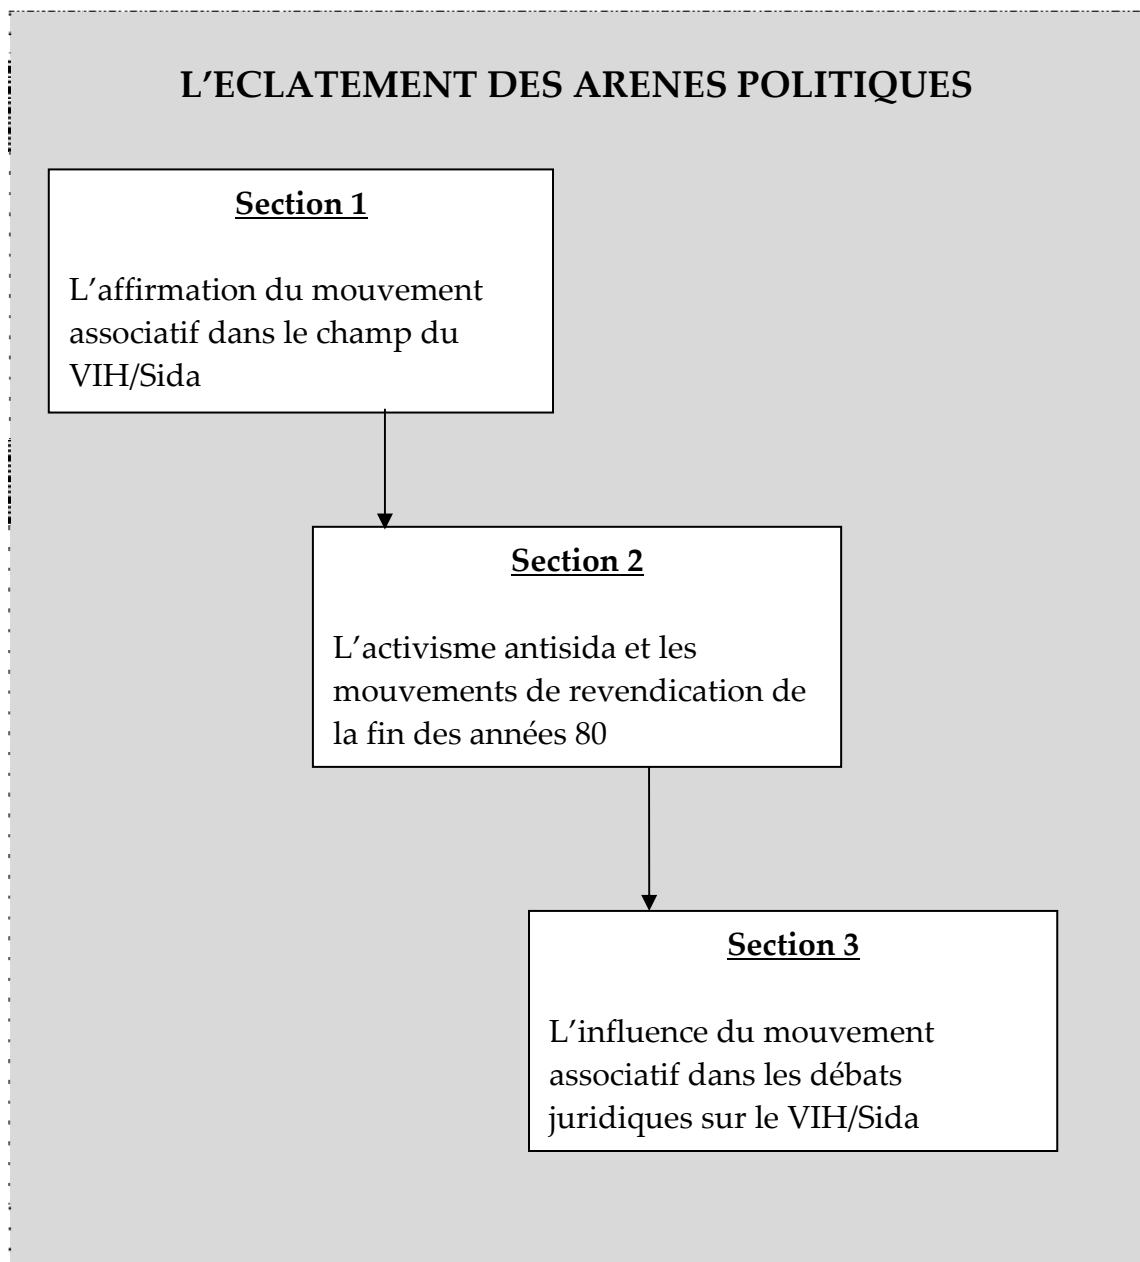 L’ECLATEMENT DES ARENES POLITIQUES
Section 1
L’affirmation du mouvement
associatif dans le champ du
VIH/Sida
Section 2
L’activisme antisida et les
mouvements de revendication de
la fin des années 80
Section 3
L’influence du mouvement
associatif dans les débats
juridiques sur le VIH/Sida